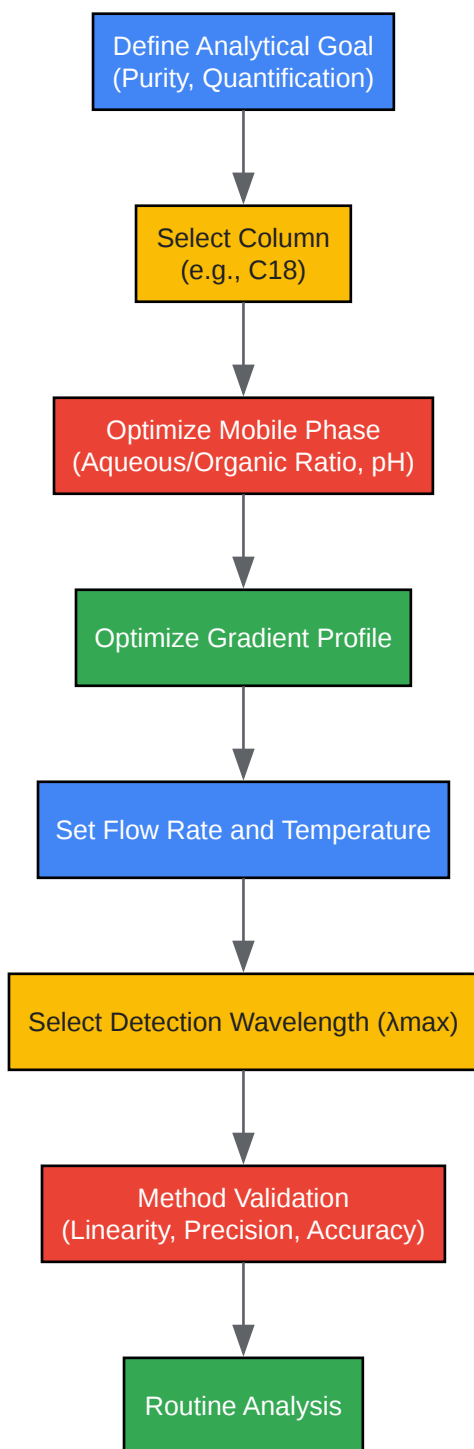 Define Analytical Goal
(Purity, Quantification)
Select Column
(e.g., C18)
Optimize Mobile Phase
(Aqueous/Organic Ratio, pH)
Optimize Gradient Profile
Set Flow Rate and Temperature
Select Detection Wavelength (λmax)
Method Validation
(Linearity, Precision, Accuracy)
Routine Analysis